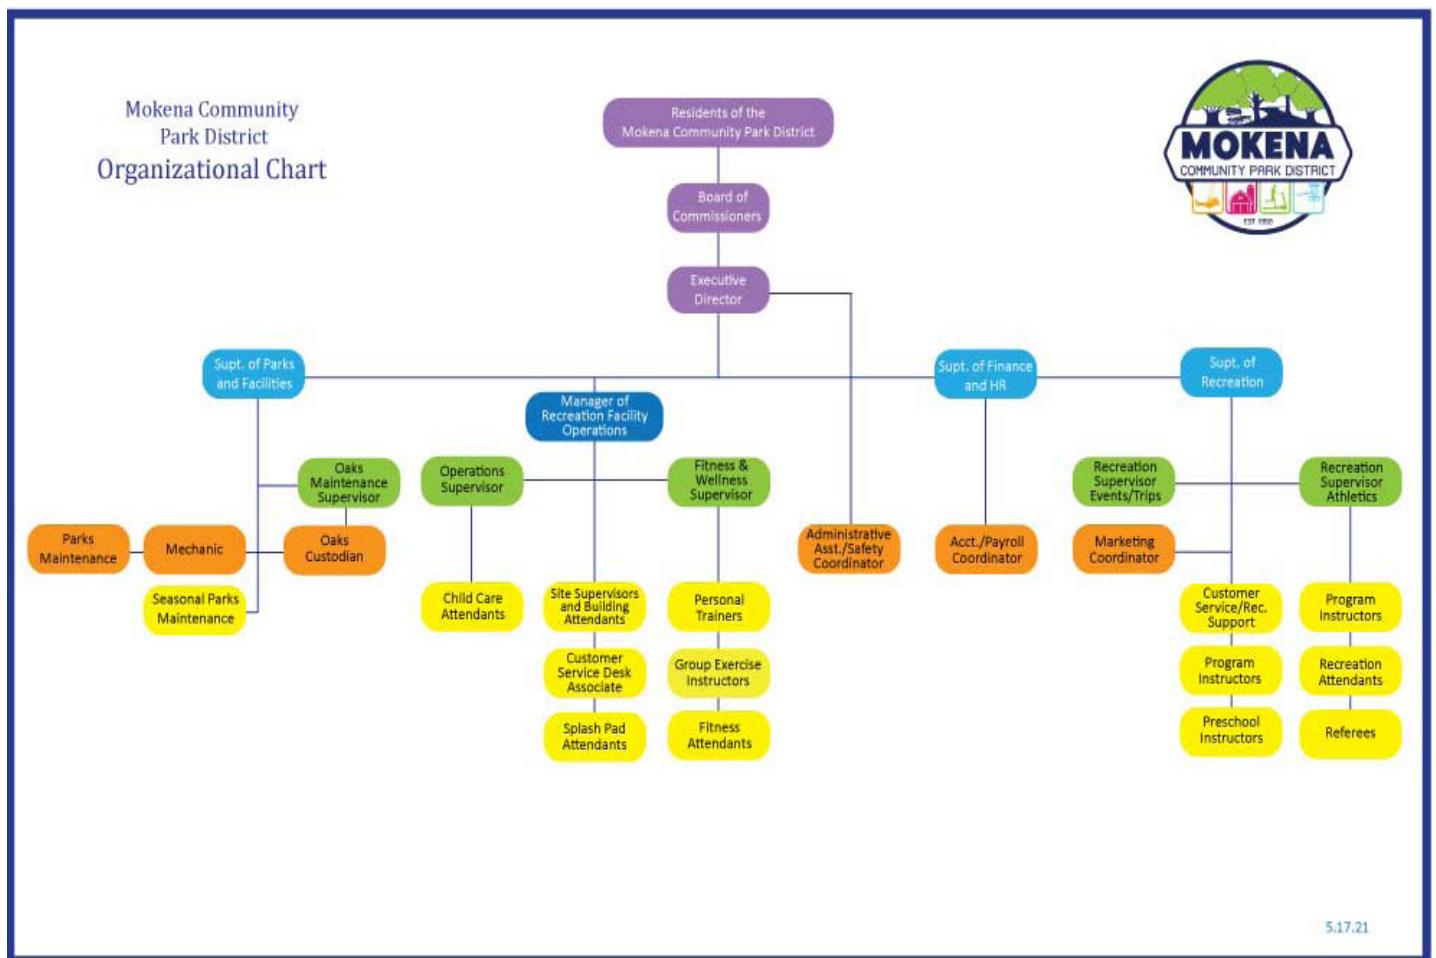 Mokena Community
Park District
Organizational Chart
Residents of the
Mokena Community Park District
MOKENA
COMMUNITY PARK DISTRICT
Board of
Commissioners
Executive
Director
Supt. of Parks
and Facilities
Supt. of Finance
and HR
Supt. of
Recreation
Manager of
Recreation Facility
Operations
Oaks
Maintenance
Supervisor
Operations
Supervisor
Fitness &
Wellness
Supervisor
Recreation
Supervisor
Events/Trips
Recreation
Supervisor
Athletics
Parks
Maintenance
Mechanic
Oaks
Custodian
Administrative
Asst./Safety
Coordinator
Acct./Payroll
Coordinator
Marketing
Coordinator
Seasonal Parks
Maintenance
Child Care
Attendants
Site Supervisors
and Building
Attendants
Personal
Trainers
Customer
Service/Rec.
Support
Program
Instructors
Customer
Service Desk
Associate
Group Exercise
Instructors
Program
Instructors
Recreation
Attendants
Splash Pad
Attendants
Fitness
Attendants
Preschool
Instructors
Referees
5.17.21